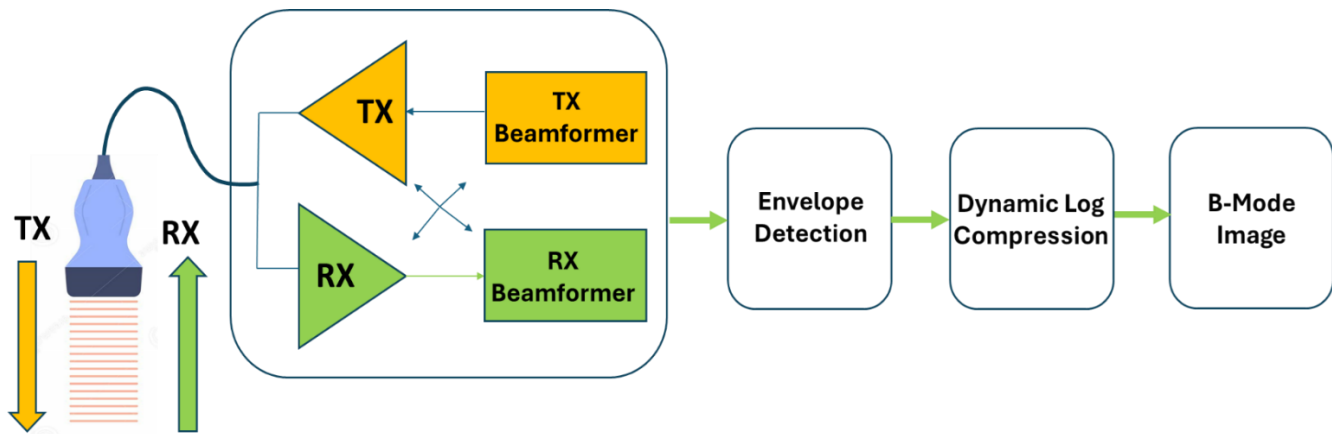 TX
RX
TX
TX
Beamformer
RX
RX
Beamformer
Envelope
Detection
Dynamic Log
Compression
B-Mode
Image